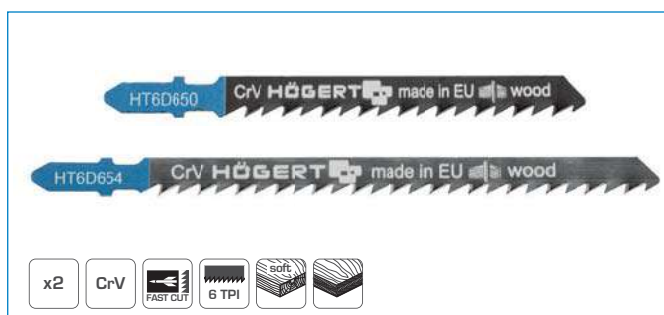 HT6D650 CrV HÖGERT made in EU wood
HT6D654 CrV HÖGERT made in EU wood
x2
CrV
FAST CUT
6 TPI
soft